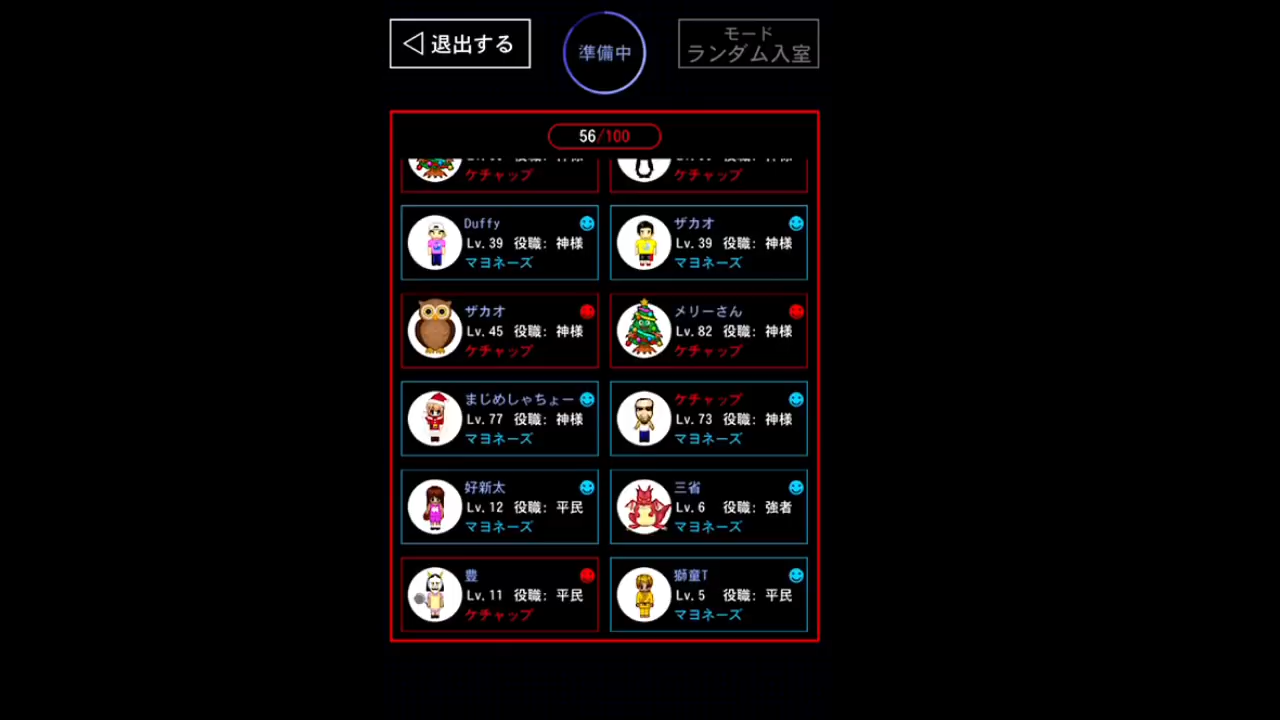 退出する
準備中
モード
ランダム入室
56/100
ケチャップ
ケチャップ
Duffy
Lv.39 役職: 神様
マヨネーズ
ザカオ
Lv.39 役職: 神様
マヨネーズ
ザカオ
Lv.45 役職: 神様
ケチャップ
メリーさん
Lv.82 役職: 神様
ケチャップ
まじめしゃちょー
Lv.77 役職: 神様
マヨネーズ
ケチャップ
Lv.73 役職: 神様
マヨネーズ
好新太
Lv.12 役職: 平民
マヨネーズ
三省
Lv.6 役職: 強者
マヨネーズ
豊
Lv.11 役職: 平民
ケチャップ
獅童T
Lv.5 役職: 平民
マヨネーズ